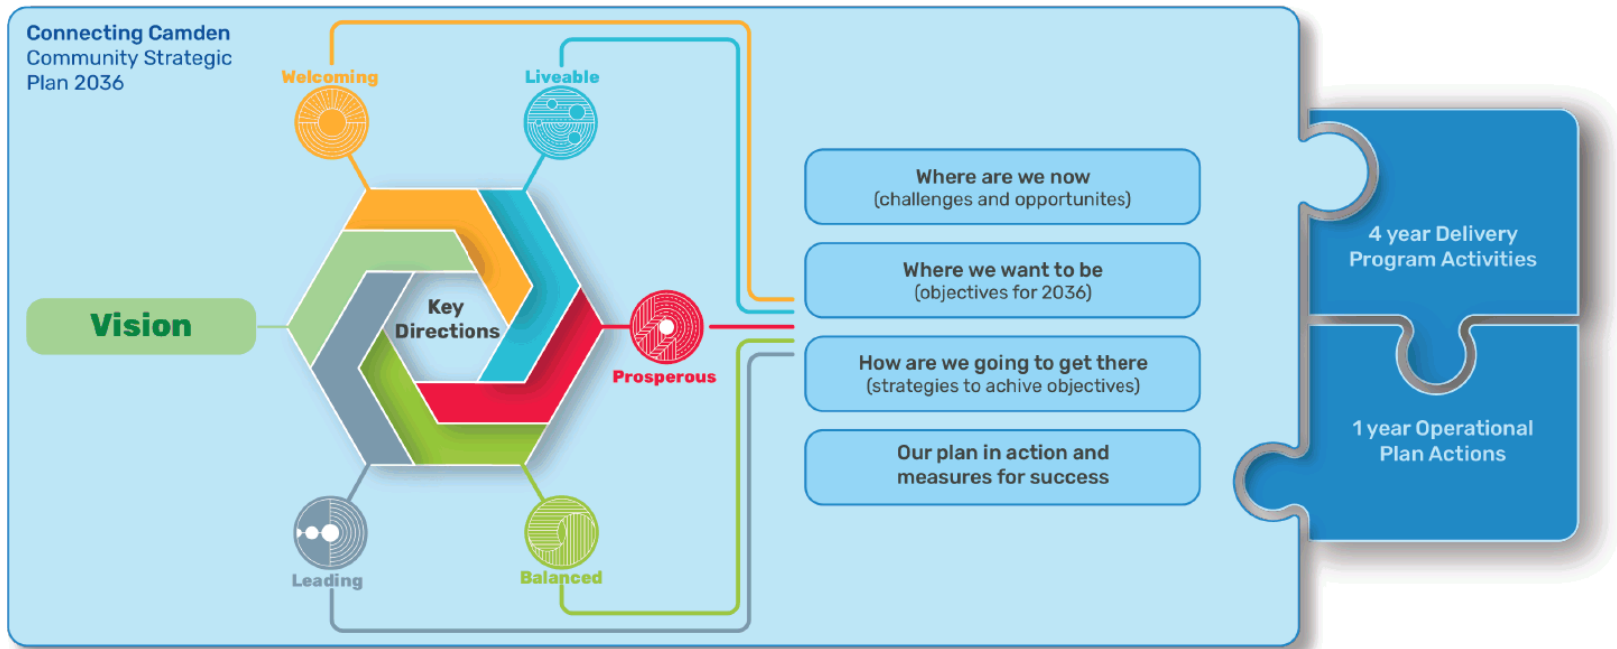 Connecting Camden
Community Strategic
Plan 2036
Welcoming
Liveable
Vision
Key
Directions
Prosperous
Leading
Balanced
Where are we now
(challenges and opportunites)
Where we want to be
(objectives for 2036)
How are we going to get there
(strategies to achive objectives)
Our plan in action and
measures for success
4 year Delivery
Program Activities
1 year Operational
Plan Actions